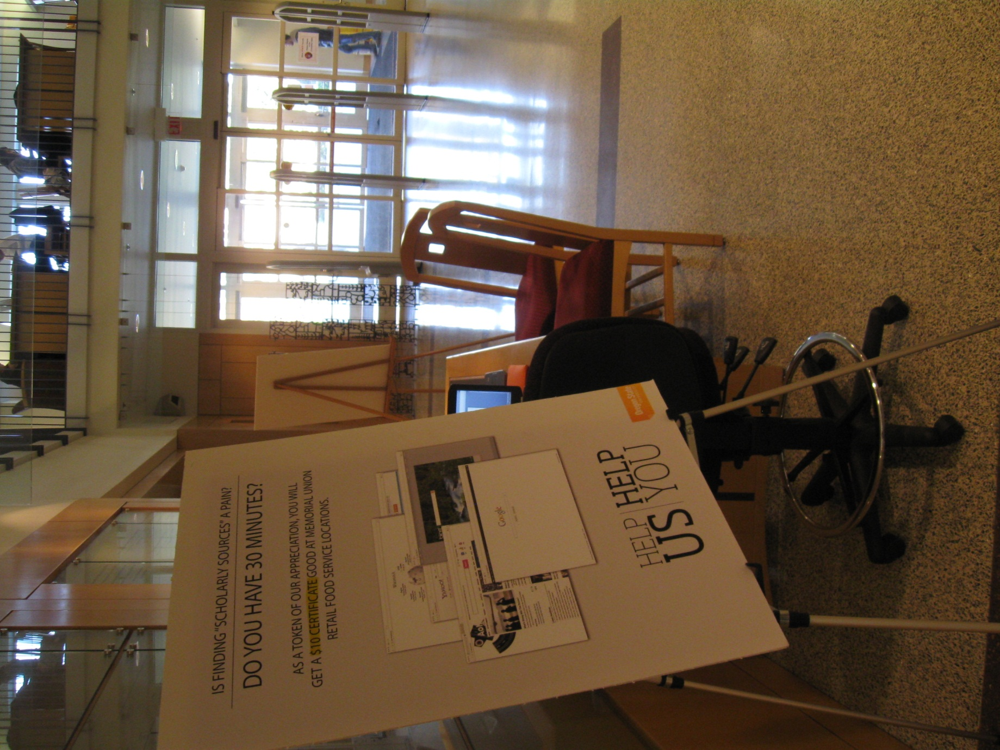 IS FINDING "SCHOLARLY SOURCES" A PAIN?
DO YOU HAVE 30 MINUTES?
AS A TOKEN OF OUR APPRECIATION, YOU WILL
GET A $10 CERTIFICATE GOOD AT MEMORIAL UNION
RETAIL FOOD SERVICE LOCATIONS.
WIKIPEDIA
YAHOO!
Google
HELP | HELP
US | YOU
Oregon State
EXIT